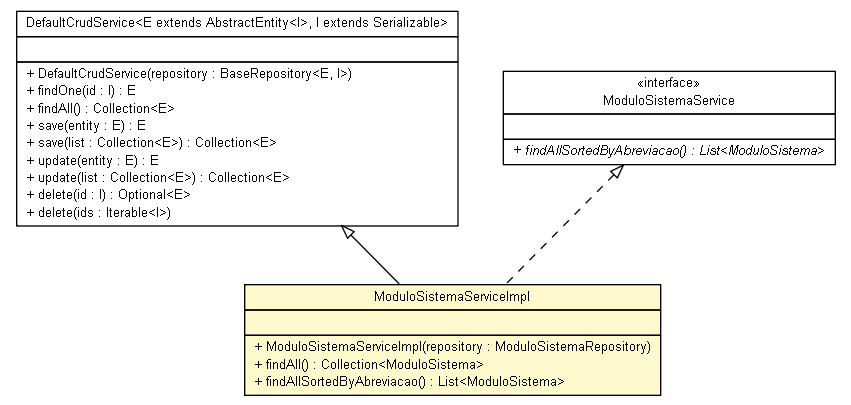 DefaultCrudService<E extends AbstractEntity<I>, I extends Serializable>
+ DefaultCrudService(repository : BaseRepository<E, I>)
+ findOne(id : I) : E
+ findAll() : Collection<E>
+ save(entity : E) : E
+ save(list : Collection<E>) : Collection<E>
+ update(entity : E) : E
+ update(list : Collection<E>) : Collection<E>
+ delete(id : I) : Optional<E>
+ delete(ids : Iterable<I>)
«interface»
ModuloSistemaService
+ findAllSortedByAbreviacao() : List<ModuloSistema>
ModuloSistemaServiceImpl
+ ModuloSistemaServiceImpl(repository : ModuloSistemaRepository)
+ findAll() : Collection<ModuloSistema>
+ findAllSortedByAbreviacao() : List<ModuloSistema>